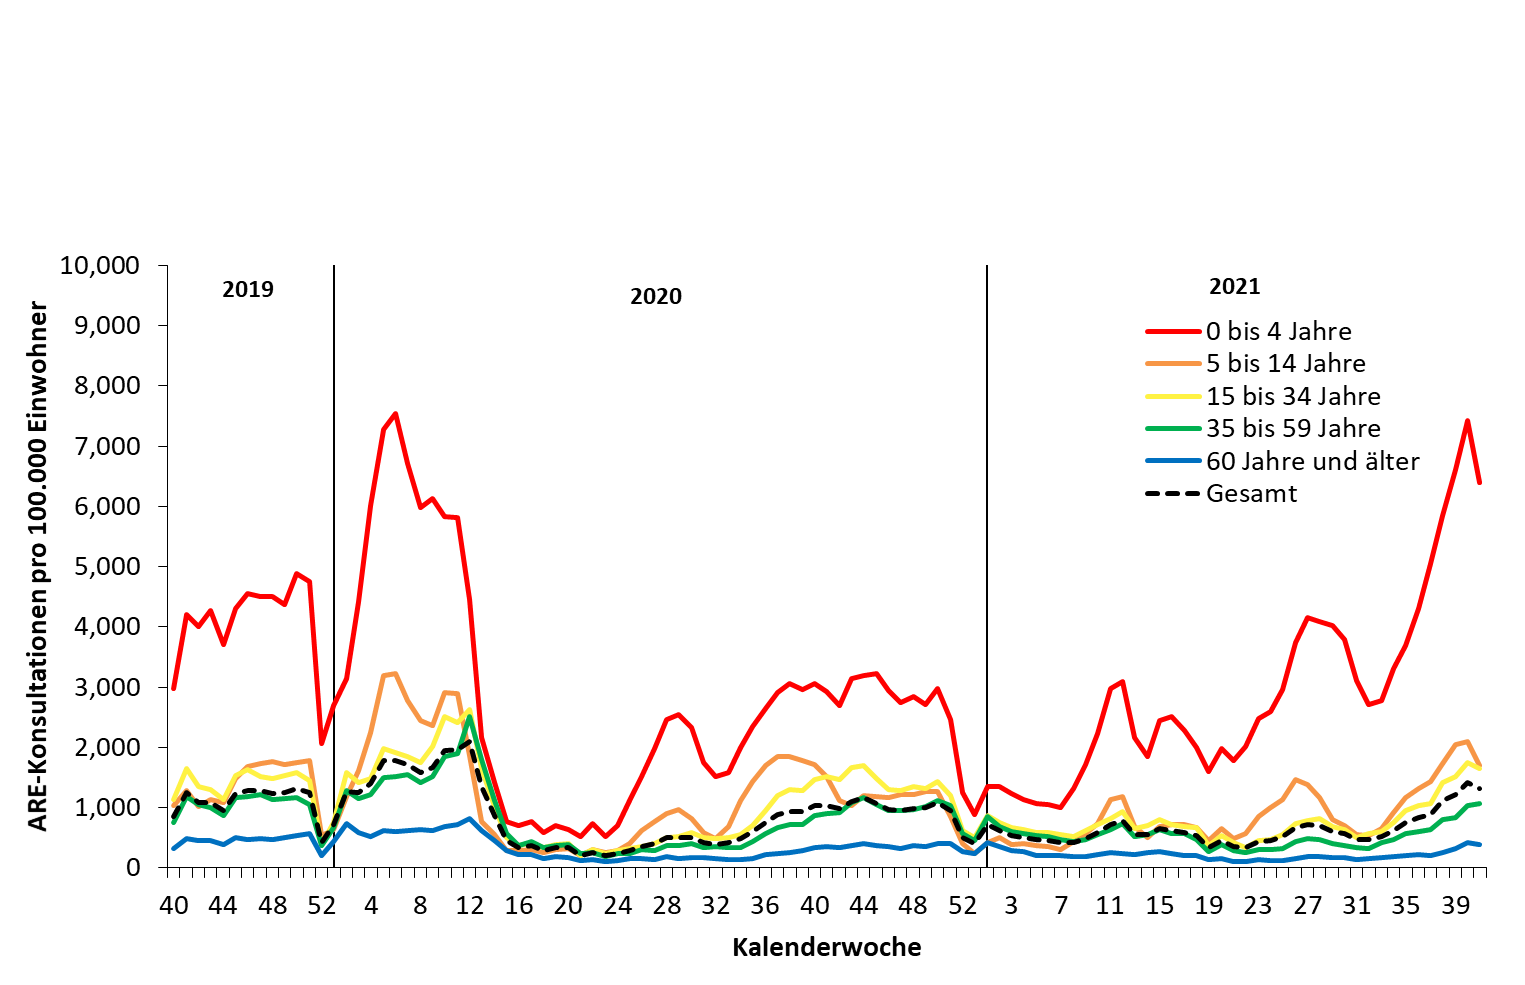 10,000
2019
2020
2021
9,000
0 bis 4 Jahre
8,000
5 bis 14 Jahre
15 bis 34 Jahre
7,000
35 bis 59 Jahre
60 Jahre und älter
6,000
Gesamt
5,000
4,000
3,000
2,000
1,000
0
ARE-Konsultationen pro 100.000 Einwohner
40 44 48 52 4 8 12 16 20 24 28 32 36 40 44 48 52 3 7 11 15 19 23 27 31 35 39
Kalenderwoche